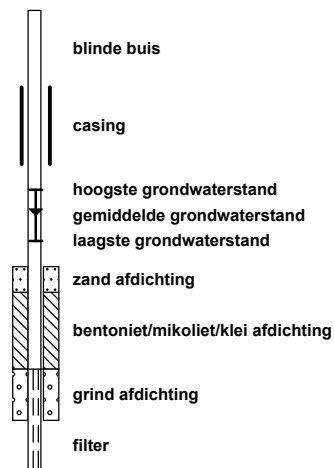 blinde buis
casing
hoogste grondwaterstand
gemiddelde grondwaterstand
laagste grondwaterstand
zand afdichting
bentoniet/mikoliet/klei afdichting
grind afdichting
filter